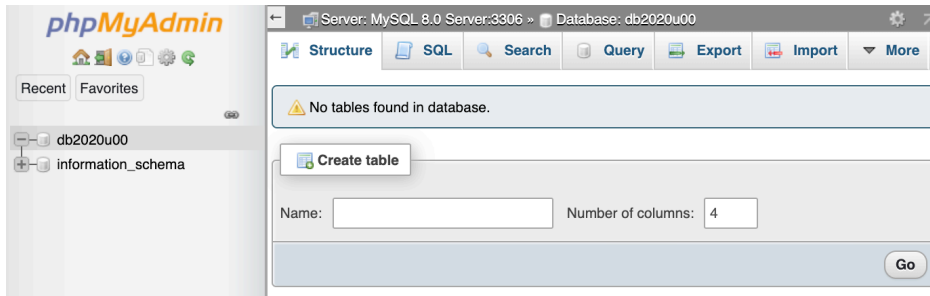 phpMyAdmin
Recent Favorites
db2020u00
information_schema
Server: MySQL 8.0 Server:3306 » Database: db2020u00
Structure SQL Search Query Export Import More
No tables found in database.
Create table
Name: Number of columns: 4
Go